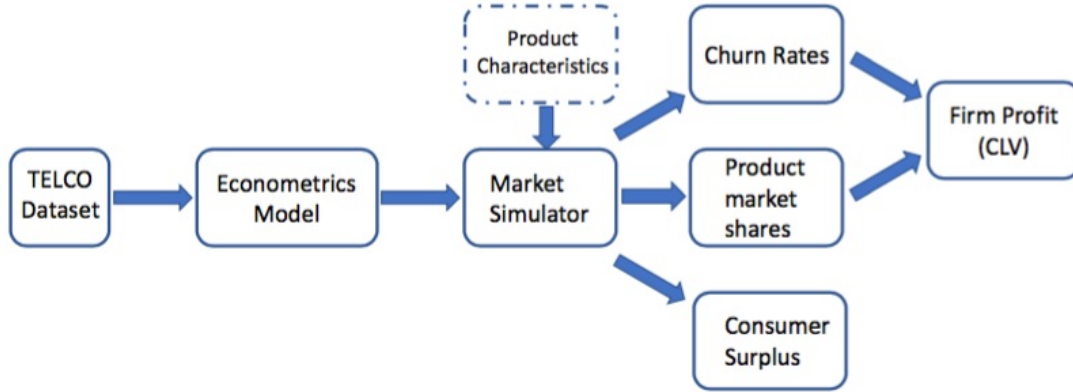 Product
Characteristics
Churn Rates
Firm Profit
(CLV)
TELCO
Dataset
Econometrics
Model
Market
Simulator
Product
market
shares
Consumer
Surplus